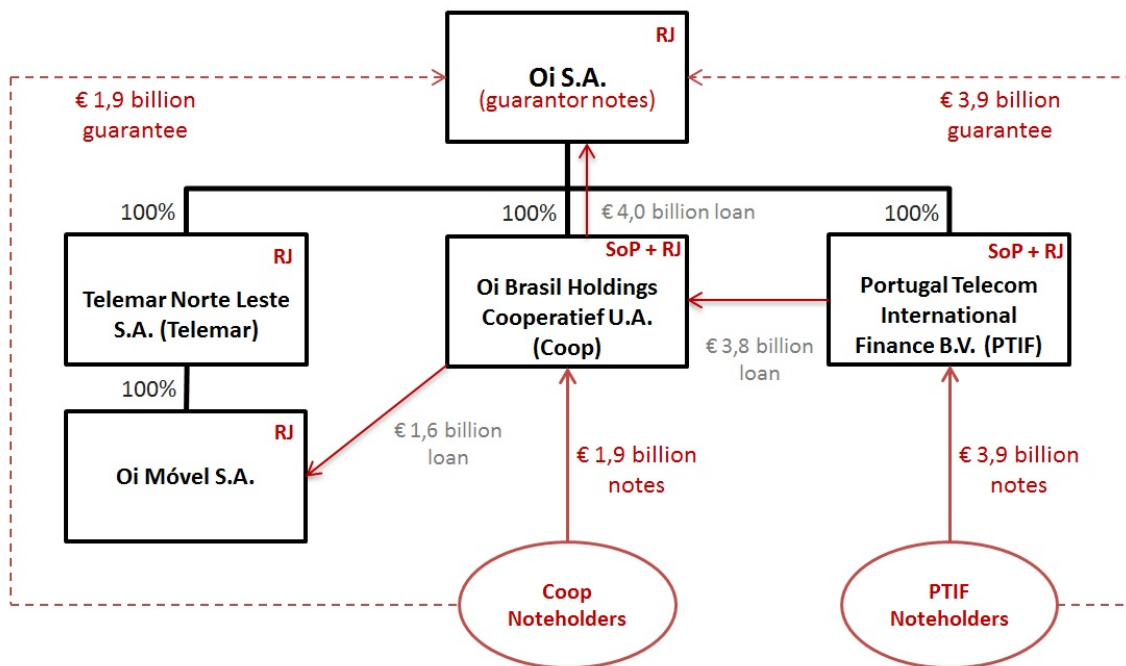 RJ
Oi S.A.
(guarantor notes)
€ 1,9 billion
guarantee
€ 3,9 billion
guarantee
100%
100%
€ 4,0 billion loan
100%
RJ
Telemar Norte Leste
S.A. (Telemar)
SoP + RJ
Oi Brasil Holdings
Cooperatief U.A.
(Coop)
SoP + RJ
Portugal Telecom
International
Finance B.V. (PTIF)
€ 3,8 billion
loan
100%
RJ
Oi Móvel S.A.
€ 1,6 billion
loan
€ 1,9 billion
notes
€ 3,9 billion
notes
Coop
Noteholders
PTIF
Noteholders